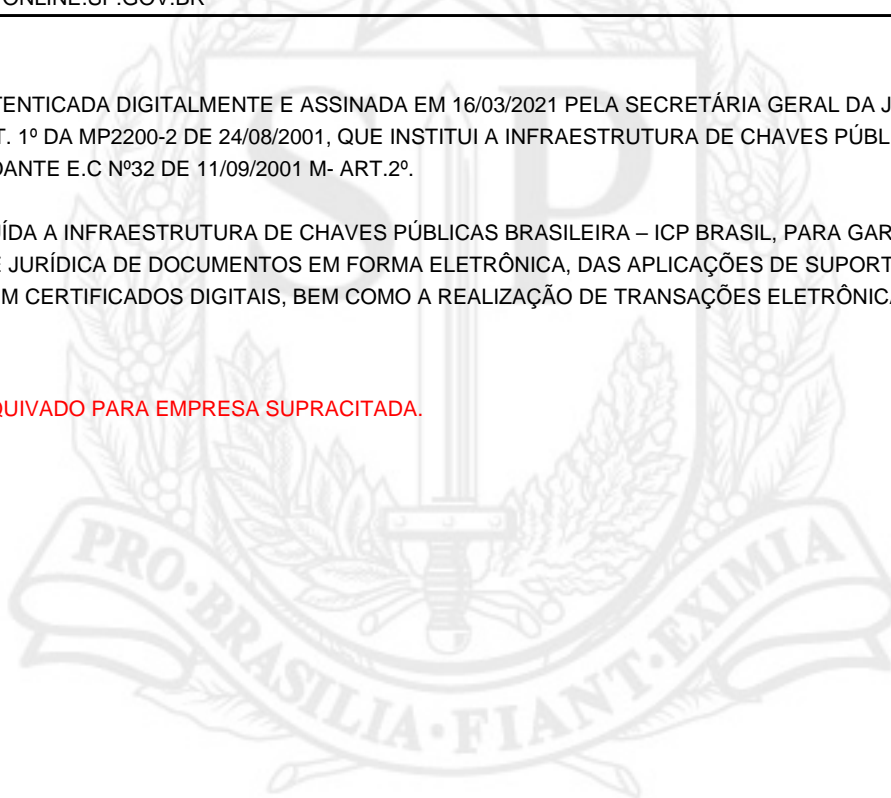 ONLINE.SP.GOV.BR
TENTICADA DIGITALMENTE E ASSINADA EM 16/03/2021 PELA SECRETÁRIA GERAL DA J
T. 1º DA MP2200-2 DE 24/08/2001, QUE INSTITUI A INFRAESTRUTURA DE CHAVES PÚBL
DANTE E.C Nº32 DE 11/09/2001 M- ART.2º.
ÍDA A INFRAESTRUTURA DE CHAVES PÚBLICAS BRASILEIRA – ICP BRASIL, PARA GAR
E JURÍDICA DE DOCUMENTOS EM FORMA ELETRÔNICA, DAS APLICAÇÕES DE SUPORT
M CERTIFICADOS DIGITAIS, BEM COMO A REALIZAÇÃO DE TRANSAÇÕES ELETRÔNICA
QUIVADO PARA EMPRESA SUPRACITADA.
SP
PRO·BRASILIA·FIANT·EXIMIA